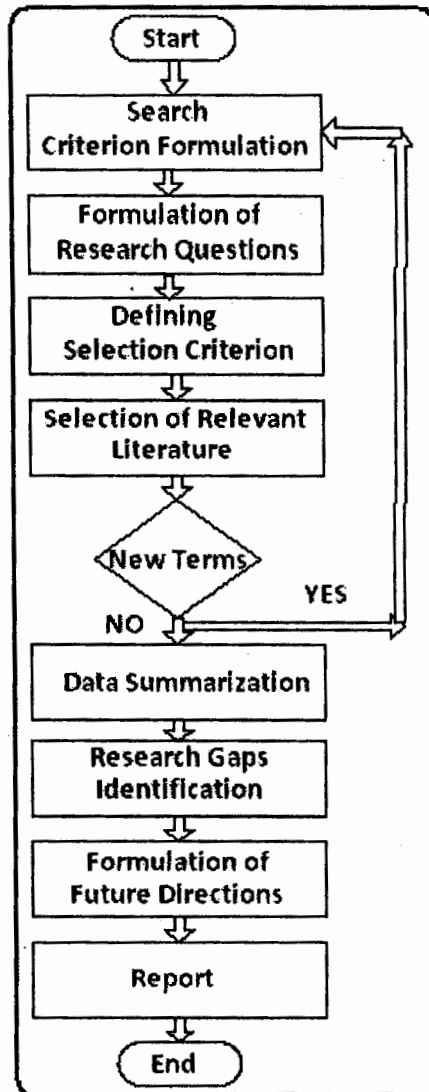 Start
Search
Criterion Formulation
Formulation of
Research Questions
Defining
Selection Criterion
Selection of Relevant
Literature
New Terms
YES
NO
Data Summarization
Research Gaps
Identification
Formulation of
Future Directions
Report
End